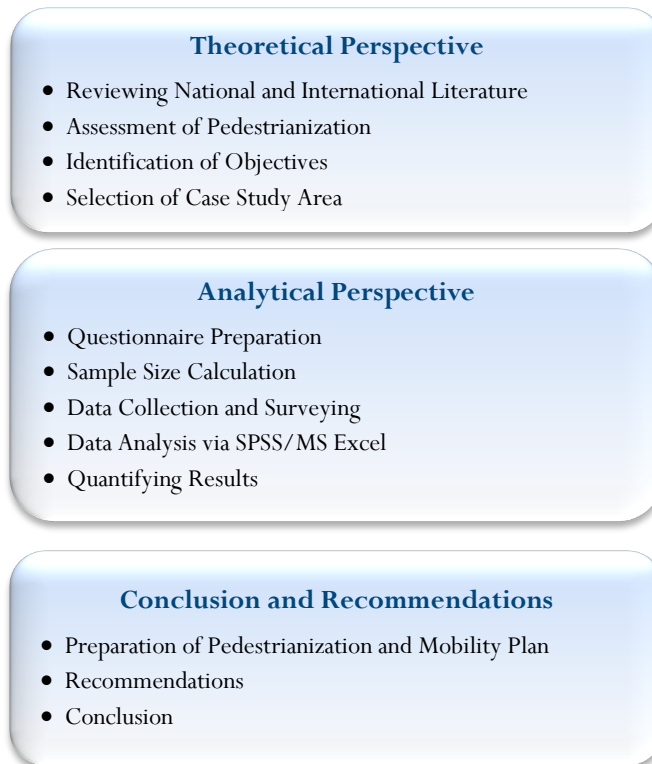 Theoretical Perspective
• Reviewing National and International Literature
• Assessment of Pedestrianization
• Identification of Objectives
• Selection of Case Study Area
Analytical Perspective
• Questionnaire Preparation
• Sample Size Calculation
• Data Collection and Surveying
• Data Analysis via SPSS/MS Excel
• Quantifying Results
Conclusion and Recommendations
• Preparation of Pedestrianization and Mobility Plan
• Recommendations
• Conclusion